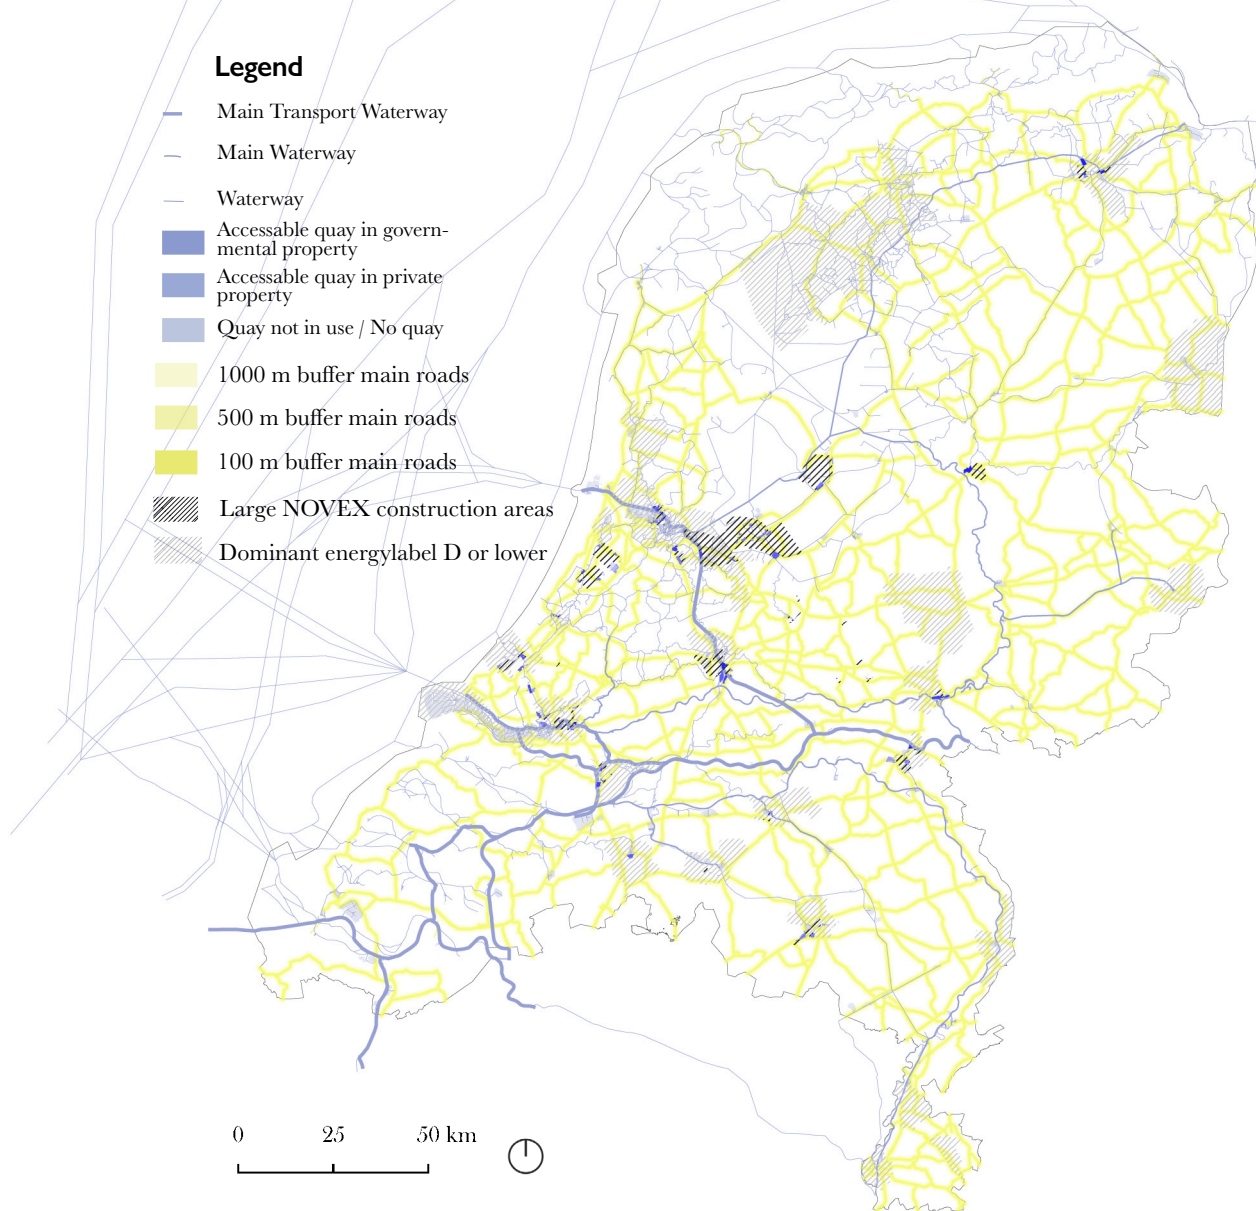 Legend
Main Transport Waterway
Main Waterway
Waterway
Accessable quay in govern-
mental property
Accessable quay in private
property
Quay not in use / No quay
1000 m buffer main roads
500 m buffer main roads
100 m buffer main roads
Large NOVEX construction areas
Dominant energylabel D or lower
0 25 50 km